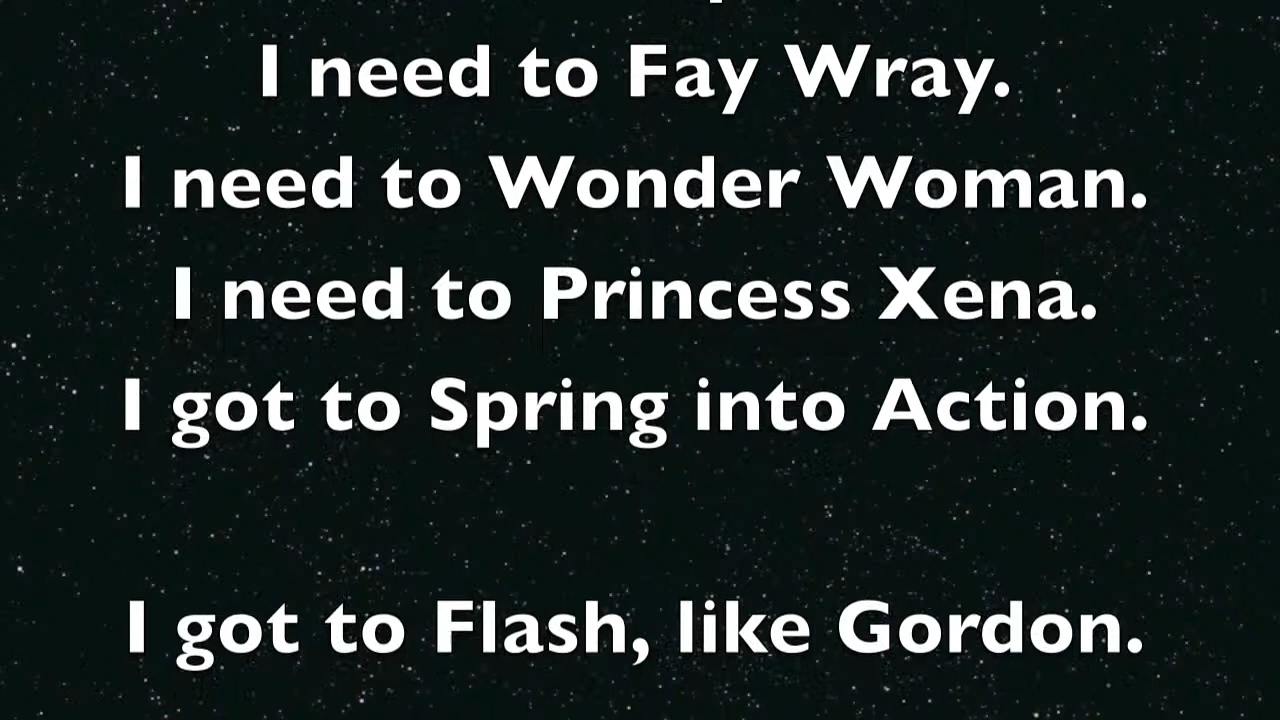 I need to Fay Wray.
I need to Wonder Woman.
I need to Princess Xena.
I got to Spring into Action.
I got to Flash, like Gordon.